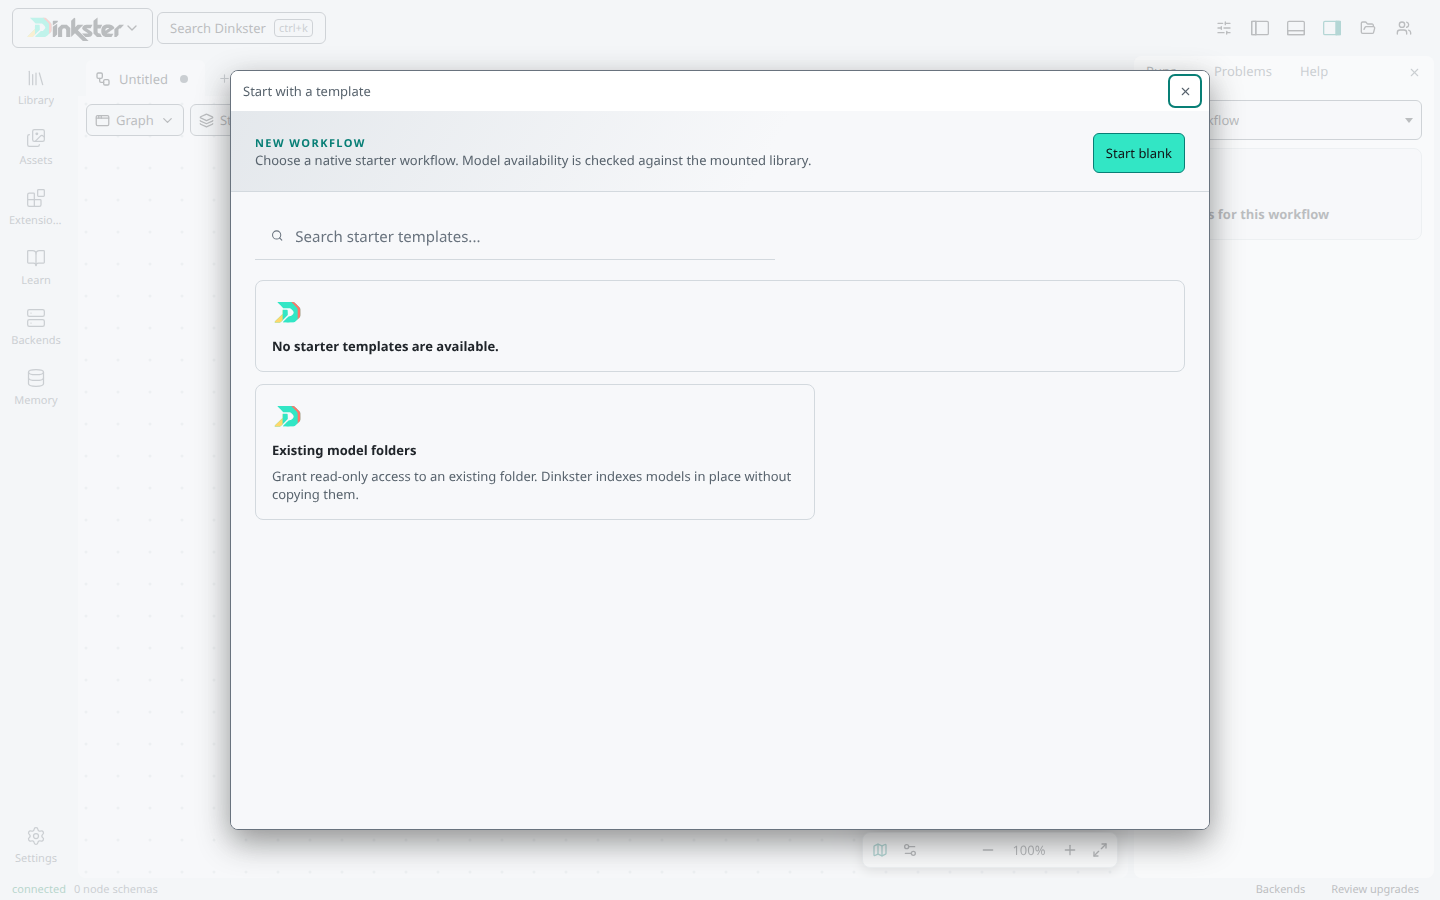 Dinkster
Search Dinkster ctrl+k
Library
Assets
Extensio...
Learn
Backends
Memory
Settings
Untitled
Graph
Start with a template
NEW WORKFLOW
Choose a native starter workflow. Model availability is checked against the mounted library.
Start blank
Search starter templates...
No starter templates are available.
Existing model folders
Grant read-only access to an existing folder. Dinkster indexes models in place without
copying them.
Problems
Help
for this workflow
100%
connected 0 node schemas
Backends
Review upgrades